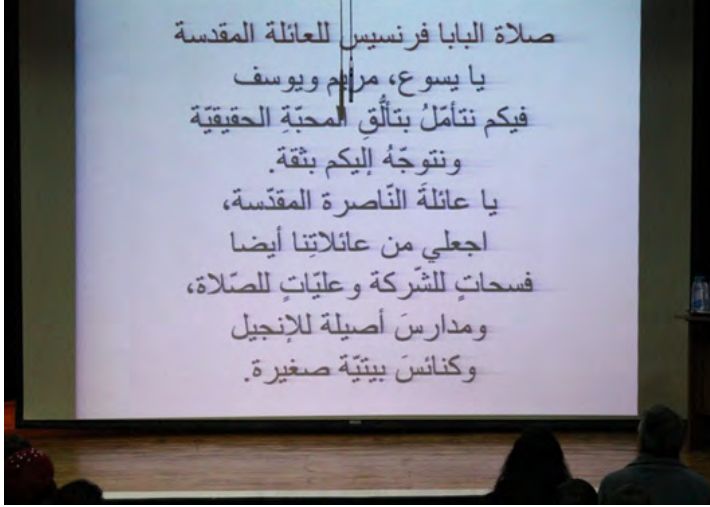 صلاة البابا فرنسيس للعائلة المقدسة
يا يسوع، مريم ويوسف
فيكم نتأمّلُ بتألُّقِ المحبّةِ الحقيقيّة
ونتوجّهُ إليكم بثقة.
يا عائلةَ النّاصرة المقدّسة،
اجعلي من عائلاتِنا أيضا
فسحاتٍ للشّركة وعليّاتٍ للصّلاة،
ومدارسَ أصيلة للإنجيل
وكنائسَ بيتيّة صغيرة.